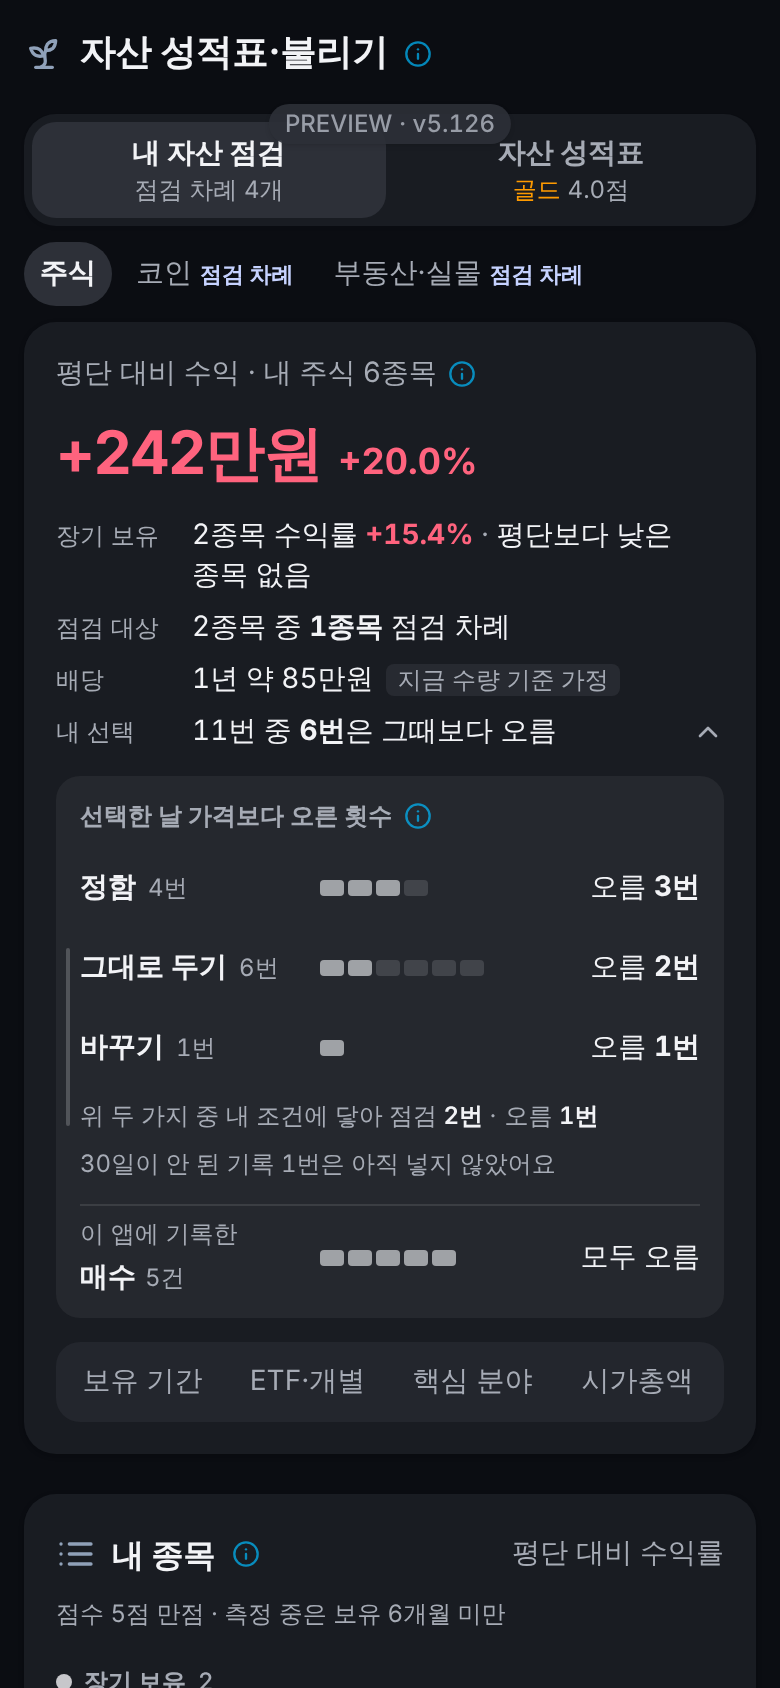 자산 성적표·불리기
PREVIEW · v5.126
내 자산 점검
점검 차례 4개
자산 성적표
골드 4.0점
주식
코인 점검 차례
부동산·실물 점검 차례
평단 대비 수익 · 내 주식 6종목
+242만원 +20.0%
장기 보유 2종목 수익률 +15.4% · 평단보다 낮은
종목 없음
점검 대상 2종목 중 1종목 점검 차례
배당 1년 약 85만원 지금 수량 기준 가정
내 선택 11번 중 6번은 그때보다 오름
선택한 날 가격보다 오른 횟수
정함 4번 오름 3번
그대로 두기 6번 오름 2번
바꾸기 1번 오름 1번
위 두 가지 중 내 조건에 닿아 점검 2번 · 오름 1번
30일이 안 된 기록 1번은 아직 넣지 않았어요
이 앱에 기록한
매수 5건 모두 오름
보유 기간 ETF·개별 핵심 분야 시가총액
내 종목 평단 대비 수익률
점수 5점 만점 · 측정 중은 보유 6개월 미만
장기 보유 2